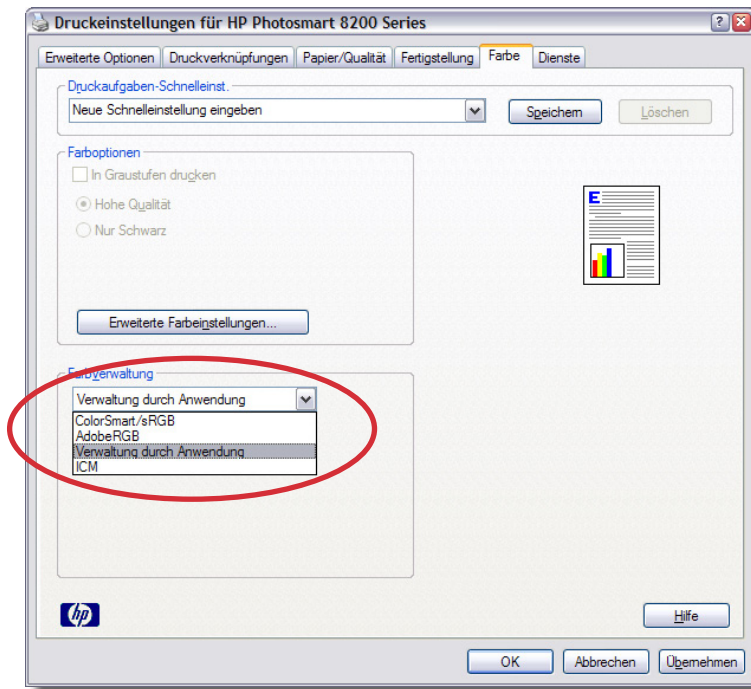 Druckeinstellungen für HP Photosmart 8200 Series
Erweiterte Optionen Druckverknüpfungen Papier/Qualität Fertigstellung Farbe Dienste
Druckaufgaben-Schnelleinst.
Neue Schnelleinstellung eingeben Speichern Löschen
Farboptionen
In Graustufen drucken
Hohe Qualität
Nur Schwarz
E
Erweiterte Farbeinstellungen...
Farbverwaltung
Verwaltung durch Anwendung
ColorSmart/sRGB
AdobeRGB
Verwaltung durch Anwendung
ICM
hp
Hilfe
OK Abbrechen Übernehmen